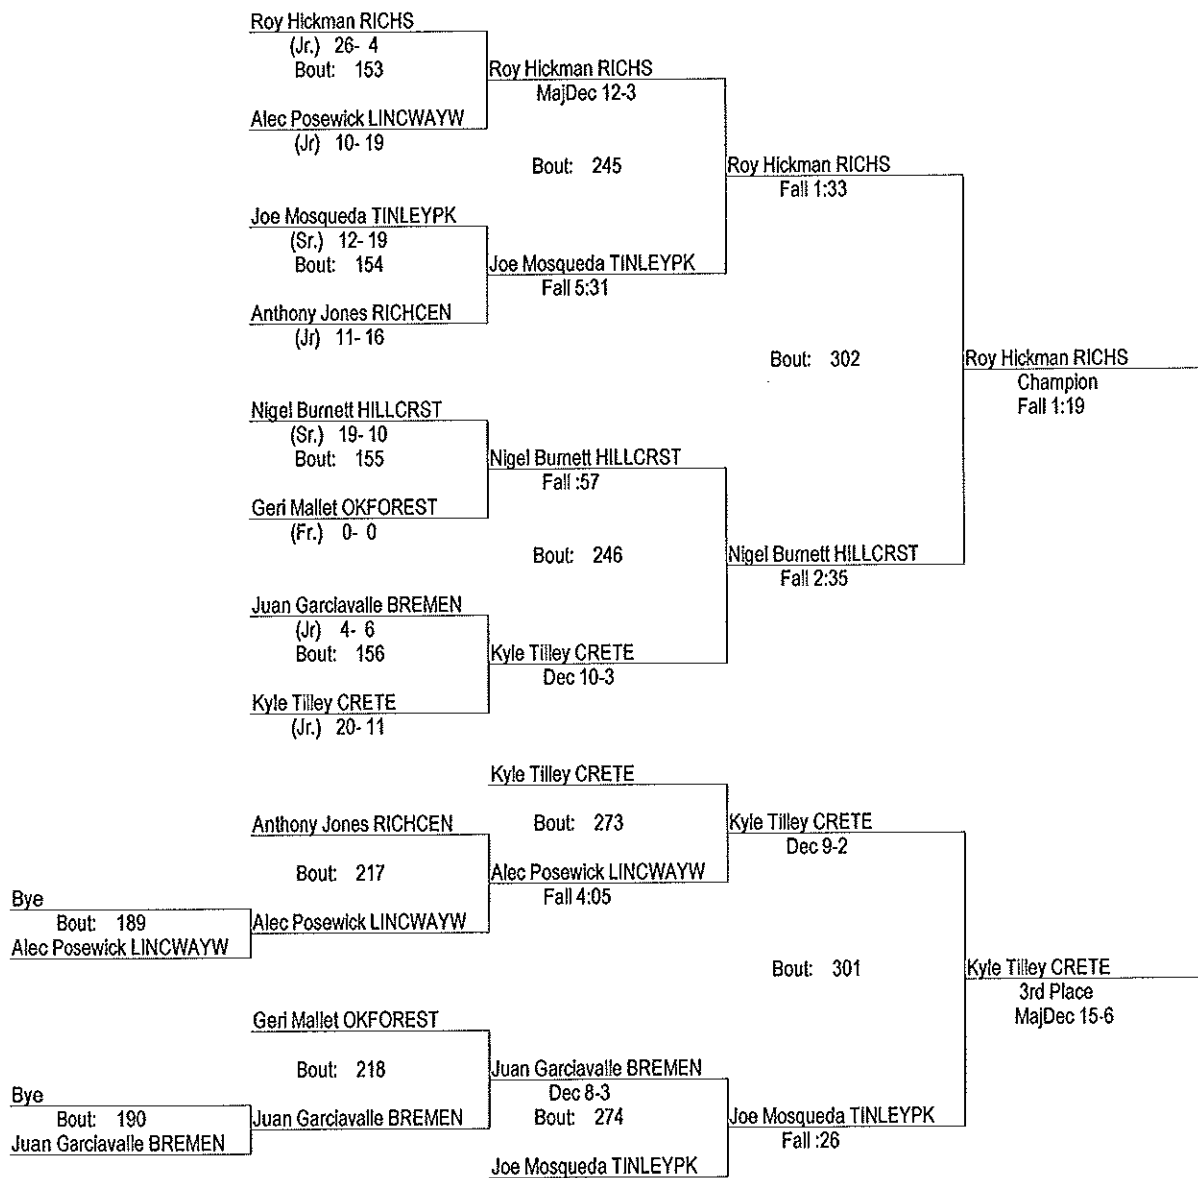 Roy Hickman RICHS
(Jr.) 26- 4
Bout: 153
Roy Hickman RICHS
MajDec 12-3
Alec Posewick LINCWAYW
(Jr) 10- 19
Bout: 245
Roy Hickman RICHS
Fall 1:33
Joe Mosqueda TINLEYPK
(Sr.) 12- 19
Bout: 154
Joe Mosqueda TINLEYPK
Fall 5:31
Anthony Jones RICHCEN
(Jr) 11- 16
Bout: 302
Roy Hickman RICHS
Champion
Fall 1:19
Nigel Burnett HILLCRST
(Sr.) 19- 10
Bout: 155
Nigel Burnett HILLCRST
Fall :57
Geri Mallet OKFOREST
(Fr.) 0- 0
Bout: 246
Nigel Burnett HILLCRST
Fall 2:35
Juan Garciavalle BREMEN
(Jr) 4- 6
Bout: 156
Kyle Tilley CRETE
Dec 10-3
Kyle Tilley CRETE
(Jr.) 20- 11
Kyle Tilley CRETE
Anthony Jones RICHCEN
Bout: 273
Kyle Tilley CRETE
Dec 9-2
Bout: 217
Alec Posewick LINCWAYW
Fall 4:05
Bye
Bout: 189
Alec Posewick LINCWAYW
Alec Posewick LINCWAYW
Bout: 301
Kyle Tilley CRETE
3rd Place
MajDec 15-6
Geri Mallet OKFOREST
Bout: 218
Juan Garciavalle BREMEN
Dec 8-3
Bye
Bout: 190
Juan Garciavalle BREMEN
Juan Garciavalle BREMEN
Bout: 274
Joe Mosqueda TINLEYPK
Fall :26
Joe Mosqueda TINLEYPK